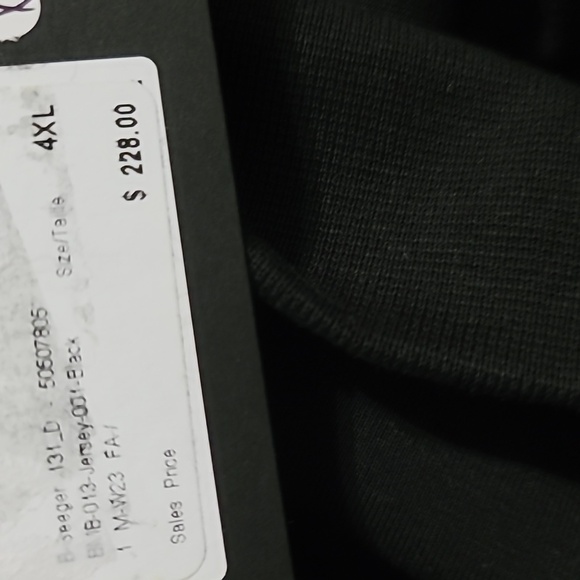 seeger 131_D - 50507805
1B-013-Jersey-001-Black
1 M-W23 FA/
Size/Taille 4XL
Sales Price $ 228.00